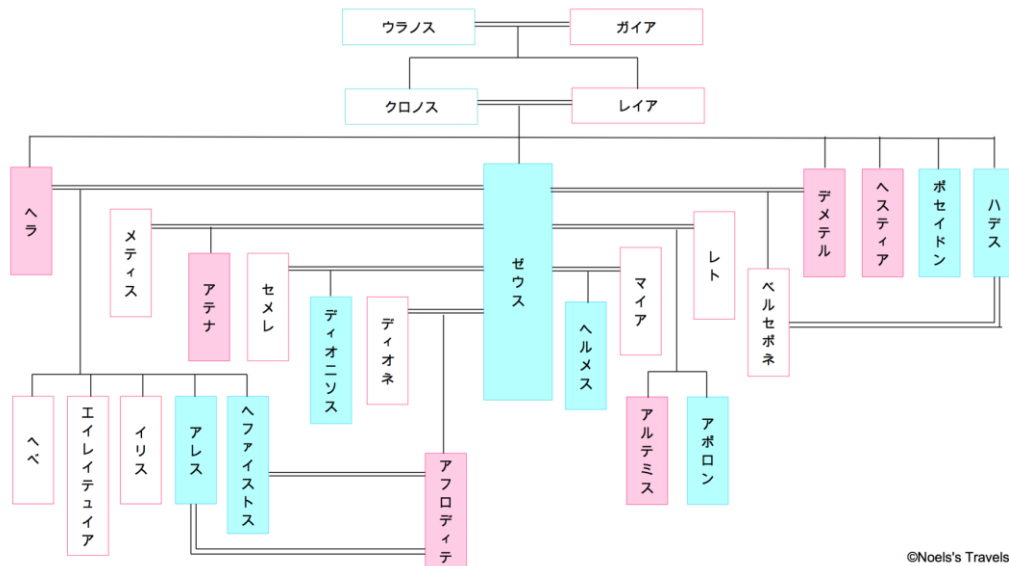 ウラノス
ガイア
クロノス
レイア
ヘラ
ゼウス
デメテル
ヘスティア
ポセイドン
ハデス
メティス
アテナ
セメレ
ディオニソス
ディオネ
ヘルメス
マイア
レト
ペルセポネ
ヘベ
エイレイテュイア
イリス
アレス
ヘファイストス
アフロディテ
アルテミス
アポロン
©Noels's Travels